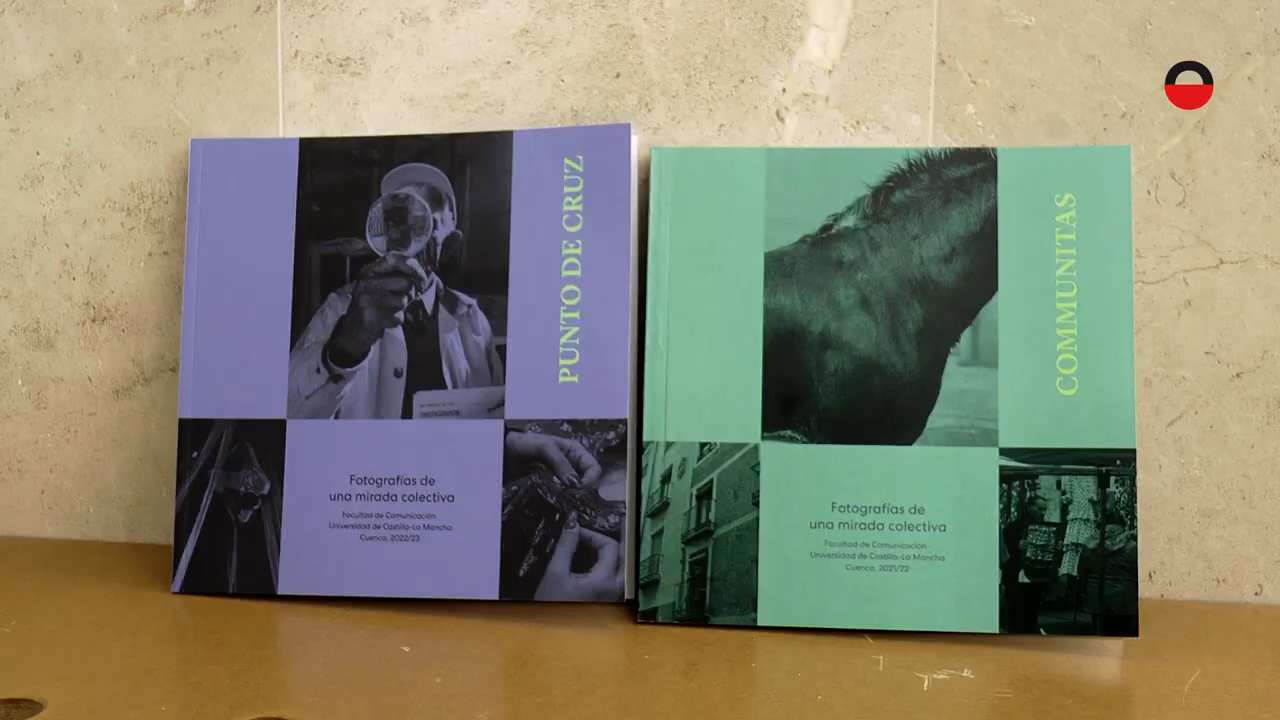 PUNTO DE CRUZ
Fotografías de
una mirada colectiva
Facultad de Comunicación
Universidad de Castilla-La Mancha
Cuenca, 2022/23
COMMUNITAS
Fotografías de
una mirada colectiva
Facultad de Comunicación
Universidad de Castilla-La Mancha
Cuenca, 2021/22